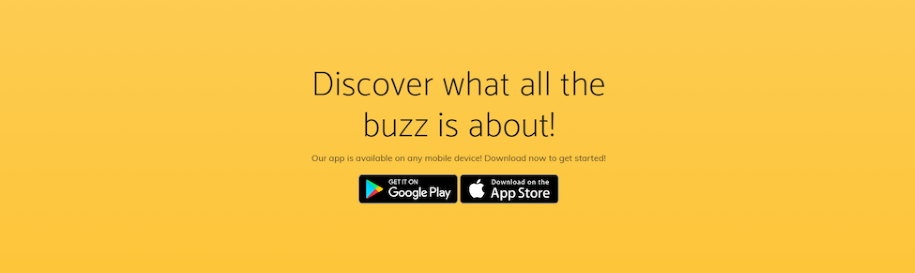 Discover what all the
buzz is about!
Our app is available on any mobile device! Download now to get started!
GET IT ON
Google Play
Download on the
App Store